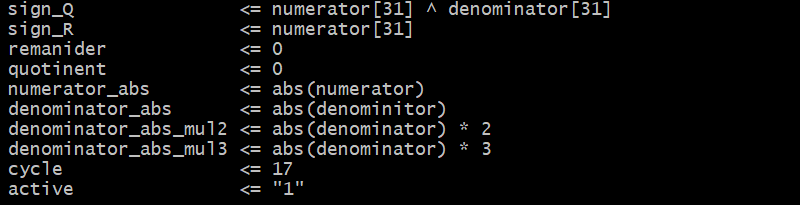 sign_Q <= numerator[31] ^ denominator[31]
sign_R <= numerator[31]
remanider <= 0
quotinent <= 0
numerator_abs <= abs(numerator)
denominator_abs <= abs(denominitor)
denominator_abs_mul2 <= abs(denominator) * 2
denominator_abs_mul3 <= abs(denominator) * 3
cycle <= 17
active <= "1"